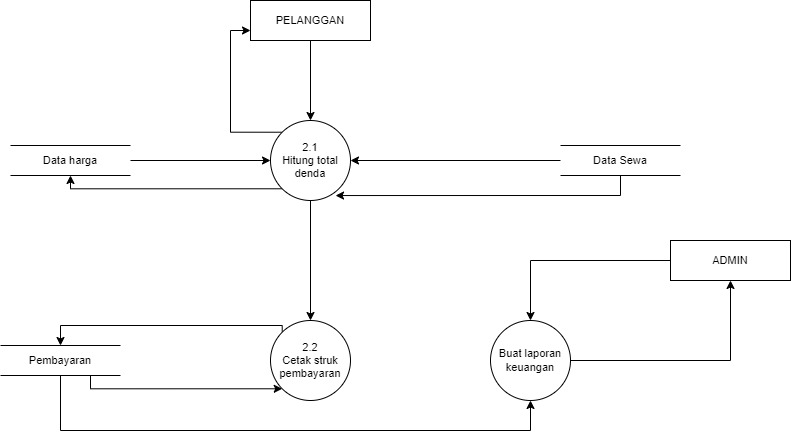 PELANGGAN
2.1
Hitung total
denda
Data harga
Data Sewa
ADMIN
2.2
Cetak struk
pembayaran
Pembayaran
Buat laporan
keuangan